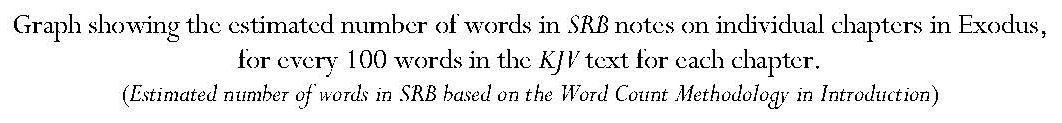 Graph showing the estimated number of words in SRB notes on individual chapters in Exodus,
for every 100 words in the KJV text for each chapter.
(Estimated number of words in SRB based on the Word Count Methodology in Introduction)